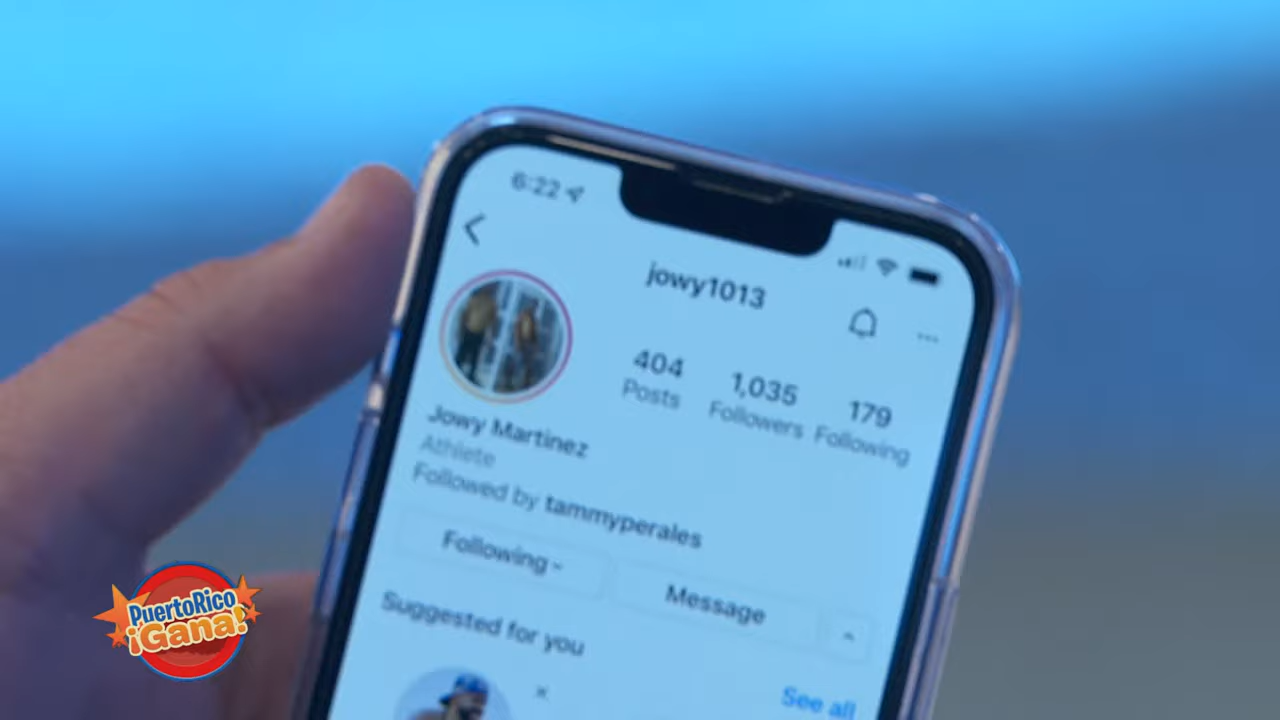 6:22
jowy1013
404 1,035 179
Posts Followers Following
Jowy Martinez
Athlete
Followed by tammyperales
Following
Message
Suggested for you
See all
PuertoRico
¡Gana!